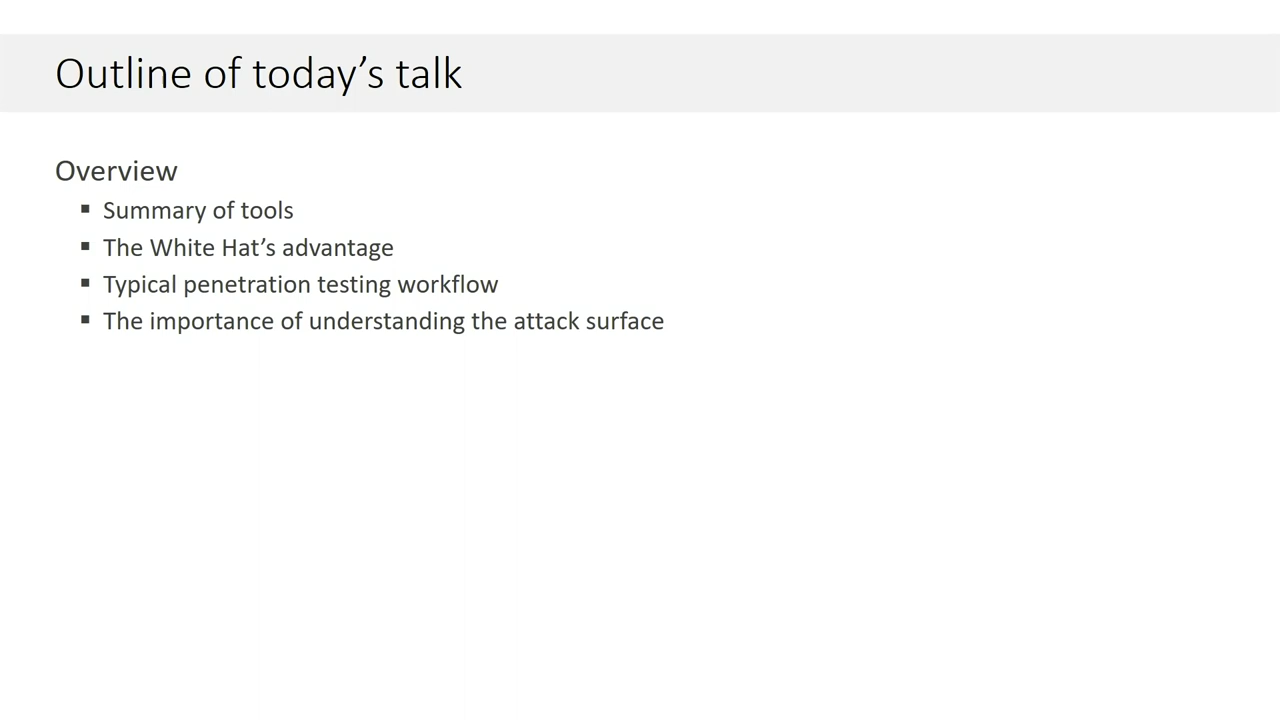 Outline of today’s talk
Overview
▪ Summary of tools
▪ The White Hat’s advantage
▪ Typical penetration testing workflow
▪ The importance of understanding the attack surface